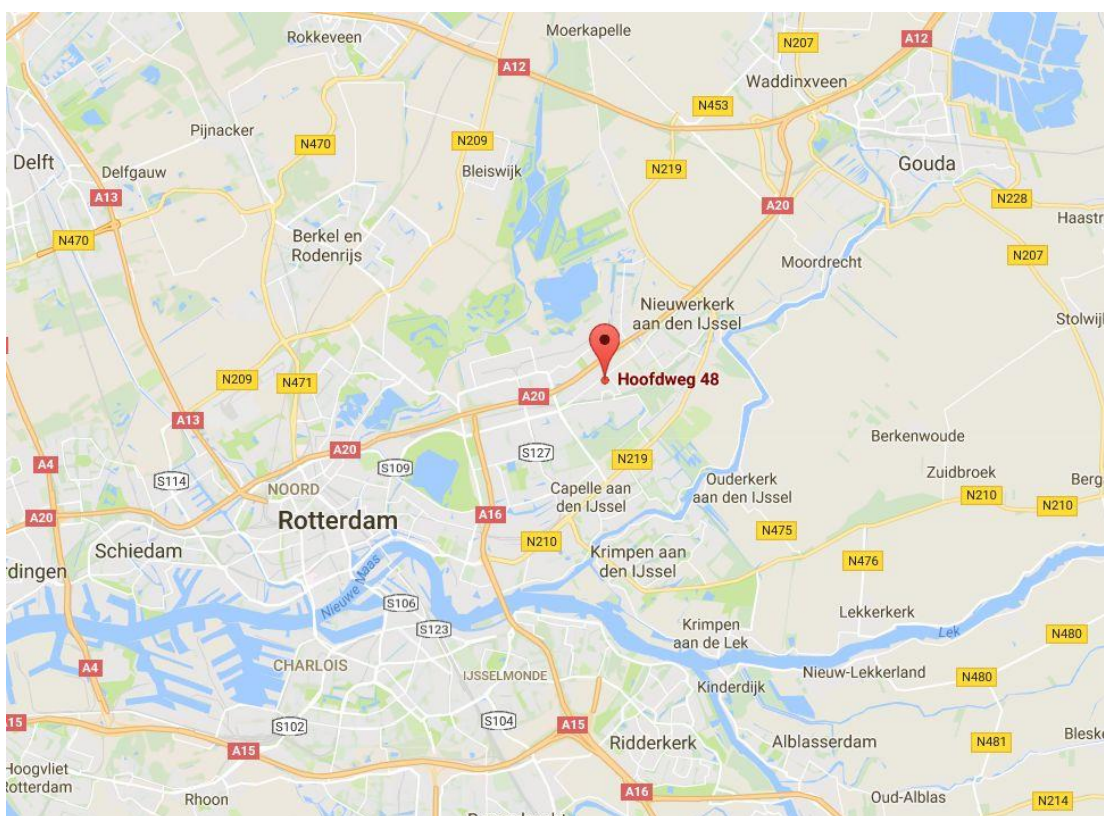 Rokkeveen
Moerkapelle
N207
A12
A12
Waddinxveen
N453
Pijnacker
N470
N209
Bleiswijk
Delft
Delfgauw
N219
Gouda
A13
A20
N228
Haastr
N470
Berkel en
Rodenrijs
Moordrecht
N207
Nieuwerkerk
aan den IJssel
Stolwij
Hoofdweg 48
N209
N471
A20
A13
A20
Berkenwoude
A4
S114
S109
S127
N219
Zuidbroek
Berga
NOORD
Capelle aan
den IJssel
Ouderkerk
aan den IJssel
N210
N210
A20
Rotterdam
A16
N475
Schiedam
N210
Krimpen aan
den IJssel
N476
rdingen
Nieuwe Maas
S106
Lekkerkerk
S123
Krimpen
aan de Lek
Lek
N480
A4
CHARLOIS
IJSSELMONDE
Nieuw-Lekkerland
N480
Kinderdijk
A15
S102
S104
A15
A15
Ridderkerk
Alblasserdam
N481
Bleske
Hoogvliet
Rotterdam
Rhoon
A16
Oud-Alblas
N214